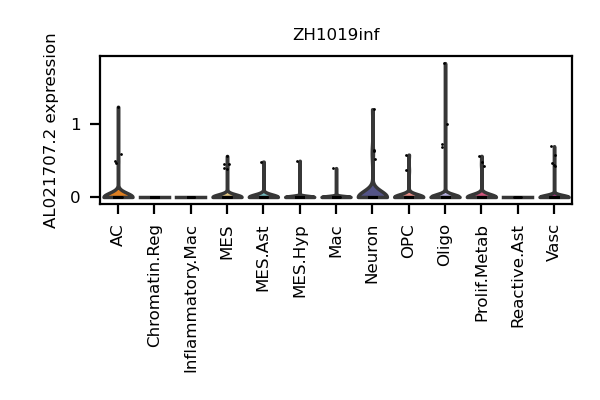 ZH1019inf
AL021707.2 expression
1
0
AC
Chromatin.Reg
Inflammatory.Mac
MES
MES.Ast
MES.Hyp
Mac
Neuron
OPC
Oligo
Prolif.Metab
Reactive.Ast
Vasc